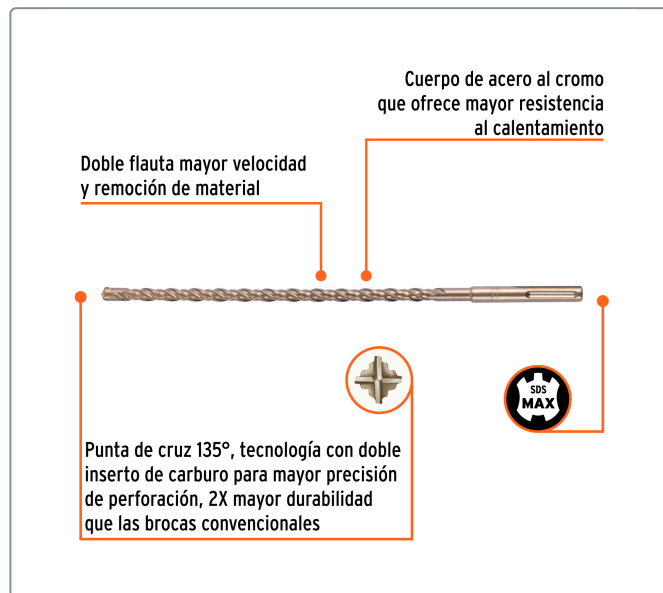 Cuerpo de acero al cromo
que ofrece mayor resistencia
al calentamiento
Doble flauta mayor velocidad
y remoción de material
SDS
MAX
Punta de cruz 135°, tecnología con doble
inserto de carburo para mayor precisión
de perforación, 2X mayor durabilidad
que las brocas convencionales